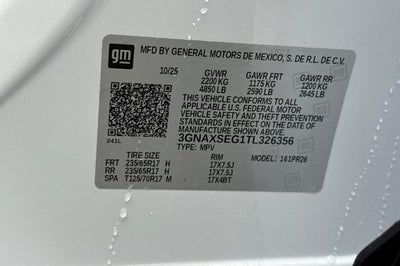 gm
MFD BY GENERAL MOTORS DE MEXICO, S. DE R.L. DE C.V.
10/25 GVWR GAWR FRT GAWR RR
2200 KG 1175 KG 1200 KG
4850 LB 2590 LB 2645 LB
THIS VEHICLE CONFORMS TO ALL
APPLICABLE U.S. FEDERAL MOTOR
VEHICLE SAFETY, BUMPER, AND
THEFT PREVENTION STANDARDS IN
EFFECT ON THE DATE OF
MANUFACTURE SHOWN ABOVE.
3GNAXSEG1TL326356
241L TYPE: MPV MODEL: 161PR26
TIRE SIZE RIM
FRT 235/65R17 H 17X7.5J
RR 235/65R17 H 17X7.5J
SPA T125/70R17 M 17X4BT